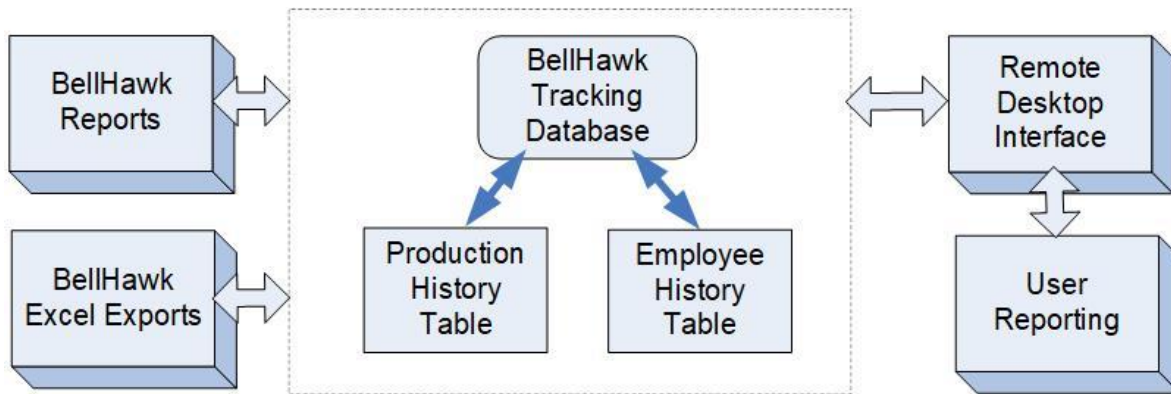 BellHawk
Reports
BellHawk
Excel Exports
BellHawk
Tracking
Database
Production
History
Table
Employee
History
Table
Remote
Desktop
Interface
User
Reporting